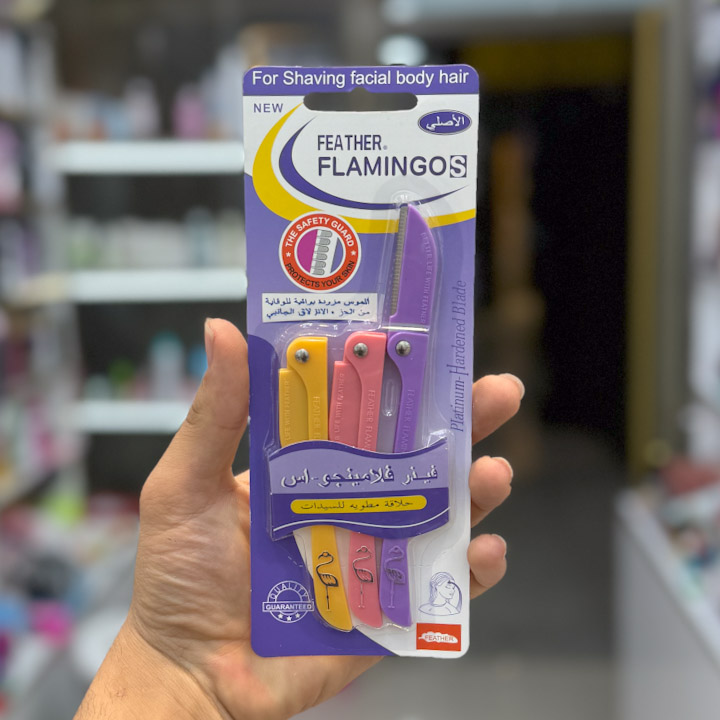 For Shaving facial body hair
NEW
الأصلي
FEATHER®
FLAMINGOS
THE SAFETY GUARD
PROTECTS YOUR SKIN
الموس مزودة بواقية للوقاية
من الجز • الانزلاق الجانبي
Platinum-Hardened Blade
فيذر فلامينجو-اس
حلاقة مطويه للسيدات
QUALITY
GUARANTEED
FEATHER